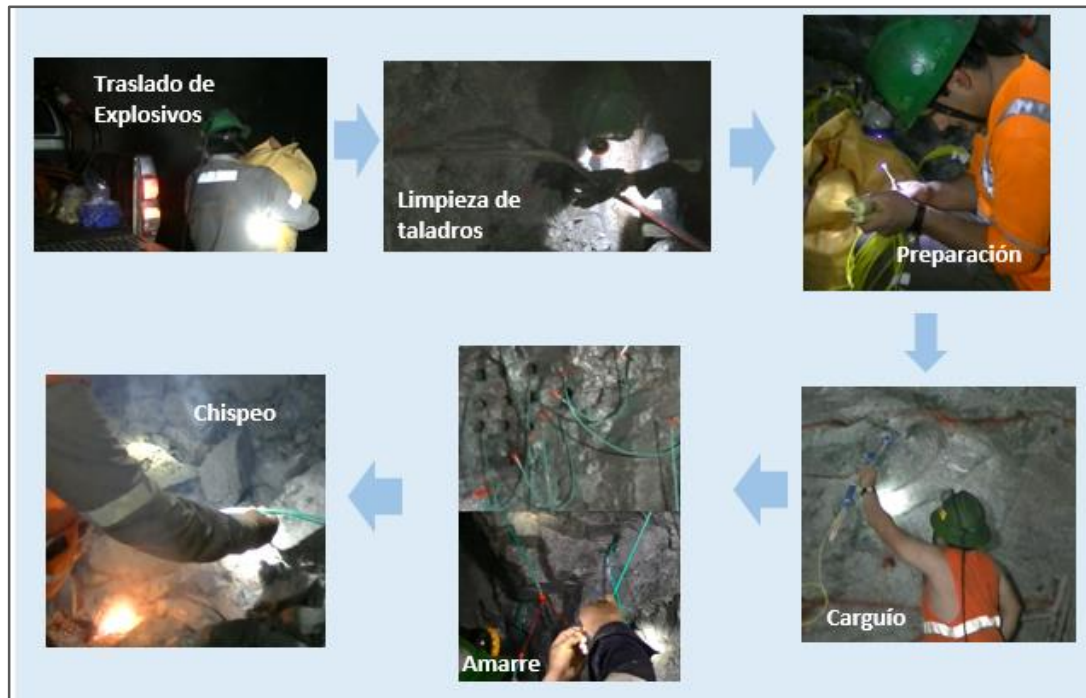 Traslado de
Explosivos
Limpieza de
taladros
Preparación
Carguío
Amarre
Chispeo